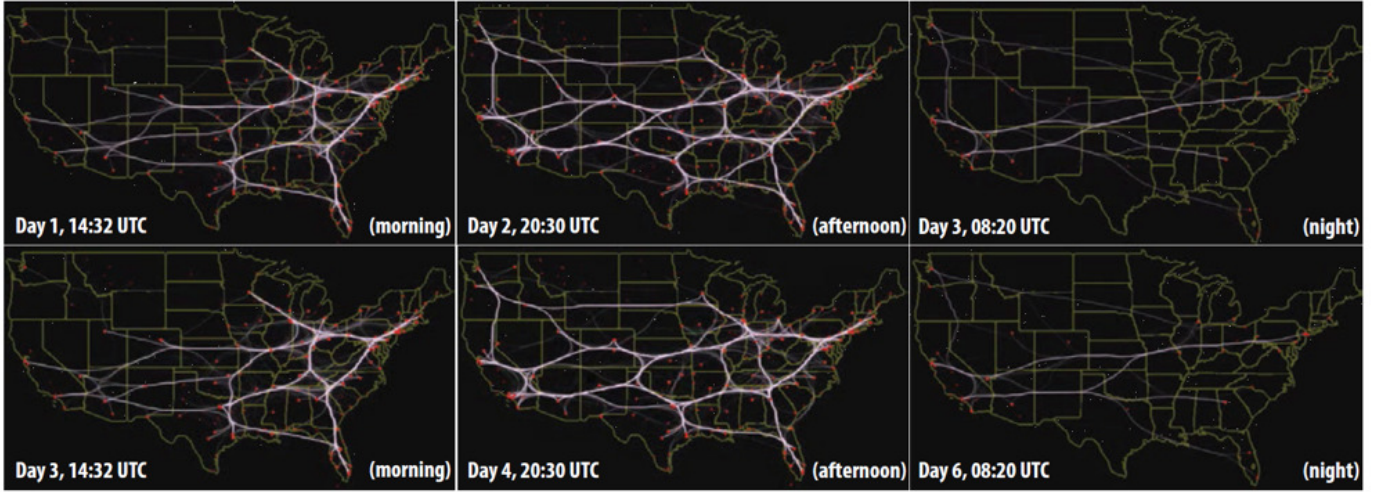 Day 1, 14:32 UTC
(morning)
Day 2, 20:30 UTC
(afternoon)
Day 3, 08:20 UTC
(night)
Day 3, 14:32 UTC
(morning)
Day 4, 20:30 UTC
(afternoon)
Day 6, 08:20 UTC
(night)